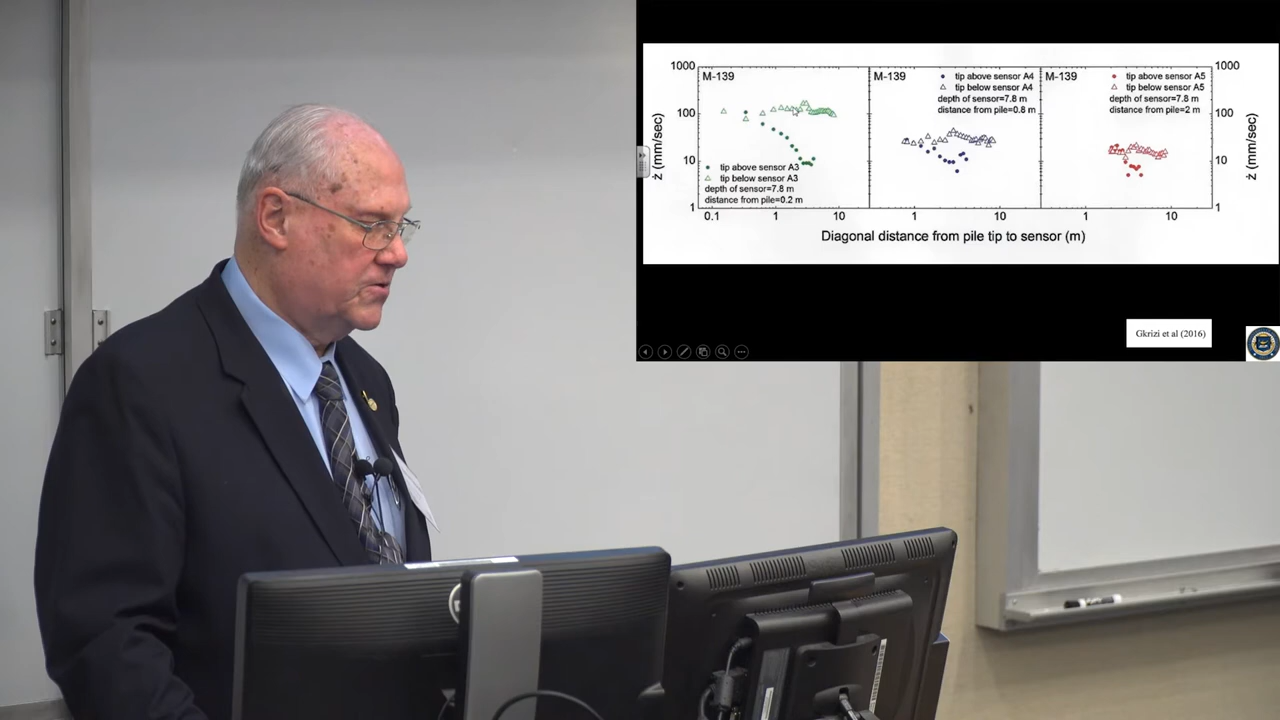 1000
100
10
1
ż (mm/sec)
M-139
tip above sensor A3
tip below sensor A3
depth of sensor=7.8 m
distance from pile=0.2 m
0.1
1
10
M-139
tip above sensor A4
tip below sensor A4
depth of sensor=7.8 m
distance from pile=0.8 m
1
10
M-139
tip above sensor A5
tip below sensor A5
depth of sensor=7.8 m
distance from pile=2 m
1
10
1000
100
10
1
ż (mm/sec)
Diagonal distance from pile tip to sensor (m)
Gkrizi et al (2016)